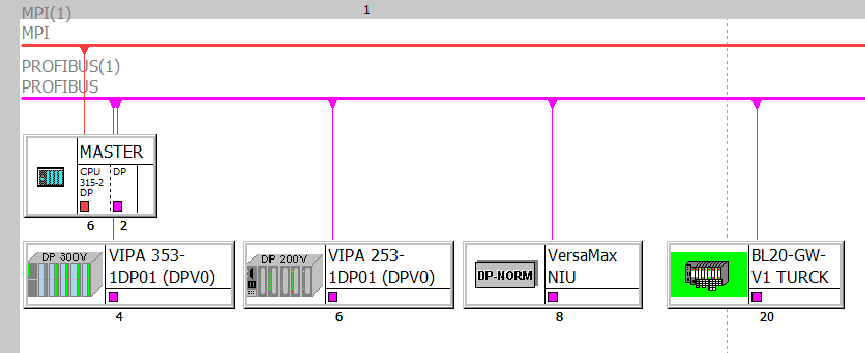 1
MPI(1)
MPI
PROFIBUS(1)
PROFIBUS
MASTER
CPU
315-2
DP
DP
6
2
DP 300V
VIPA 353-
1DP01 (DPV0)
4
DP 200V
VIPA 253-
1DP01 (DPV0)
6
DP-NORM
VersaMax
NIU
8
BL20-GW-
V1 TURCK
20